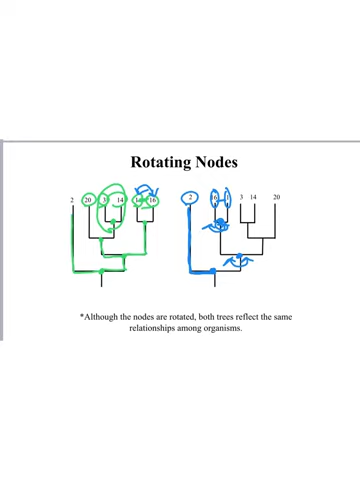 Rotating Nodes
2 20 3 14 16 2 16 3 14 20
*Although the nodes are rotated, both trees reflect the same
relationships among organisms.